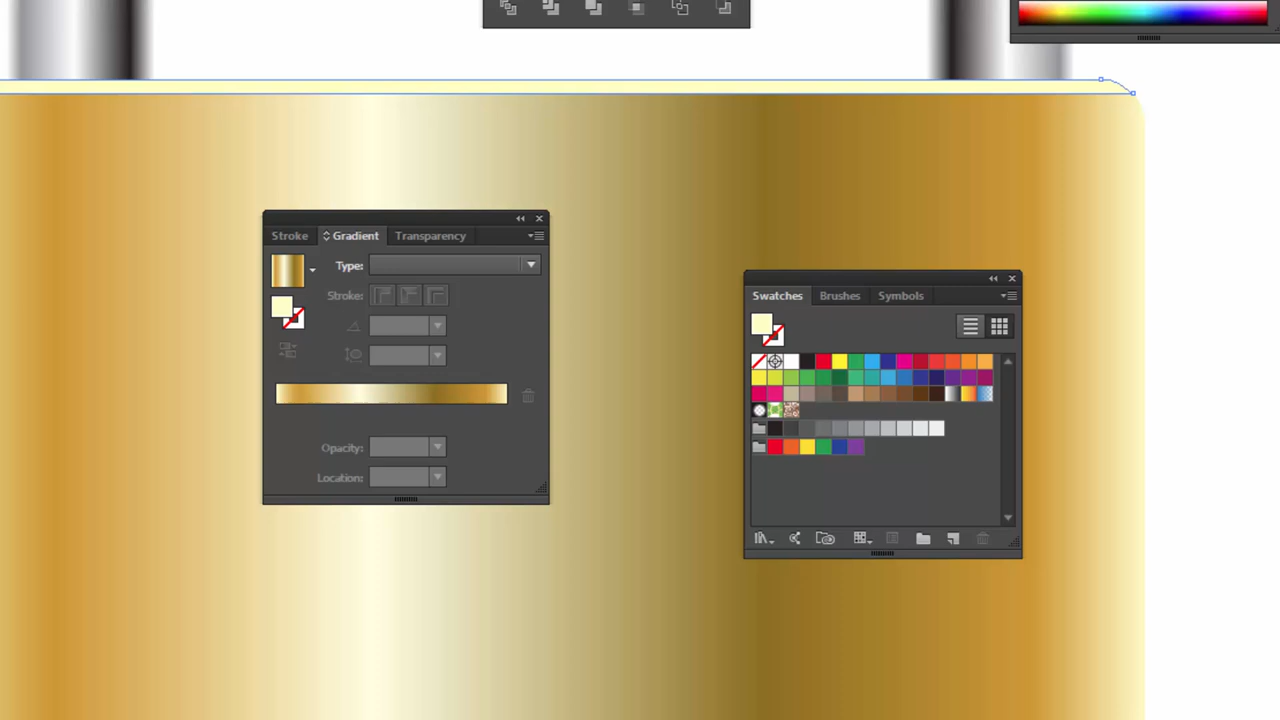 Stroke Gradient Transparency
Type:
Stroke:
Opacity:
Location:
Swatches Brushes Symbols